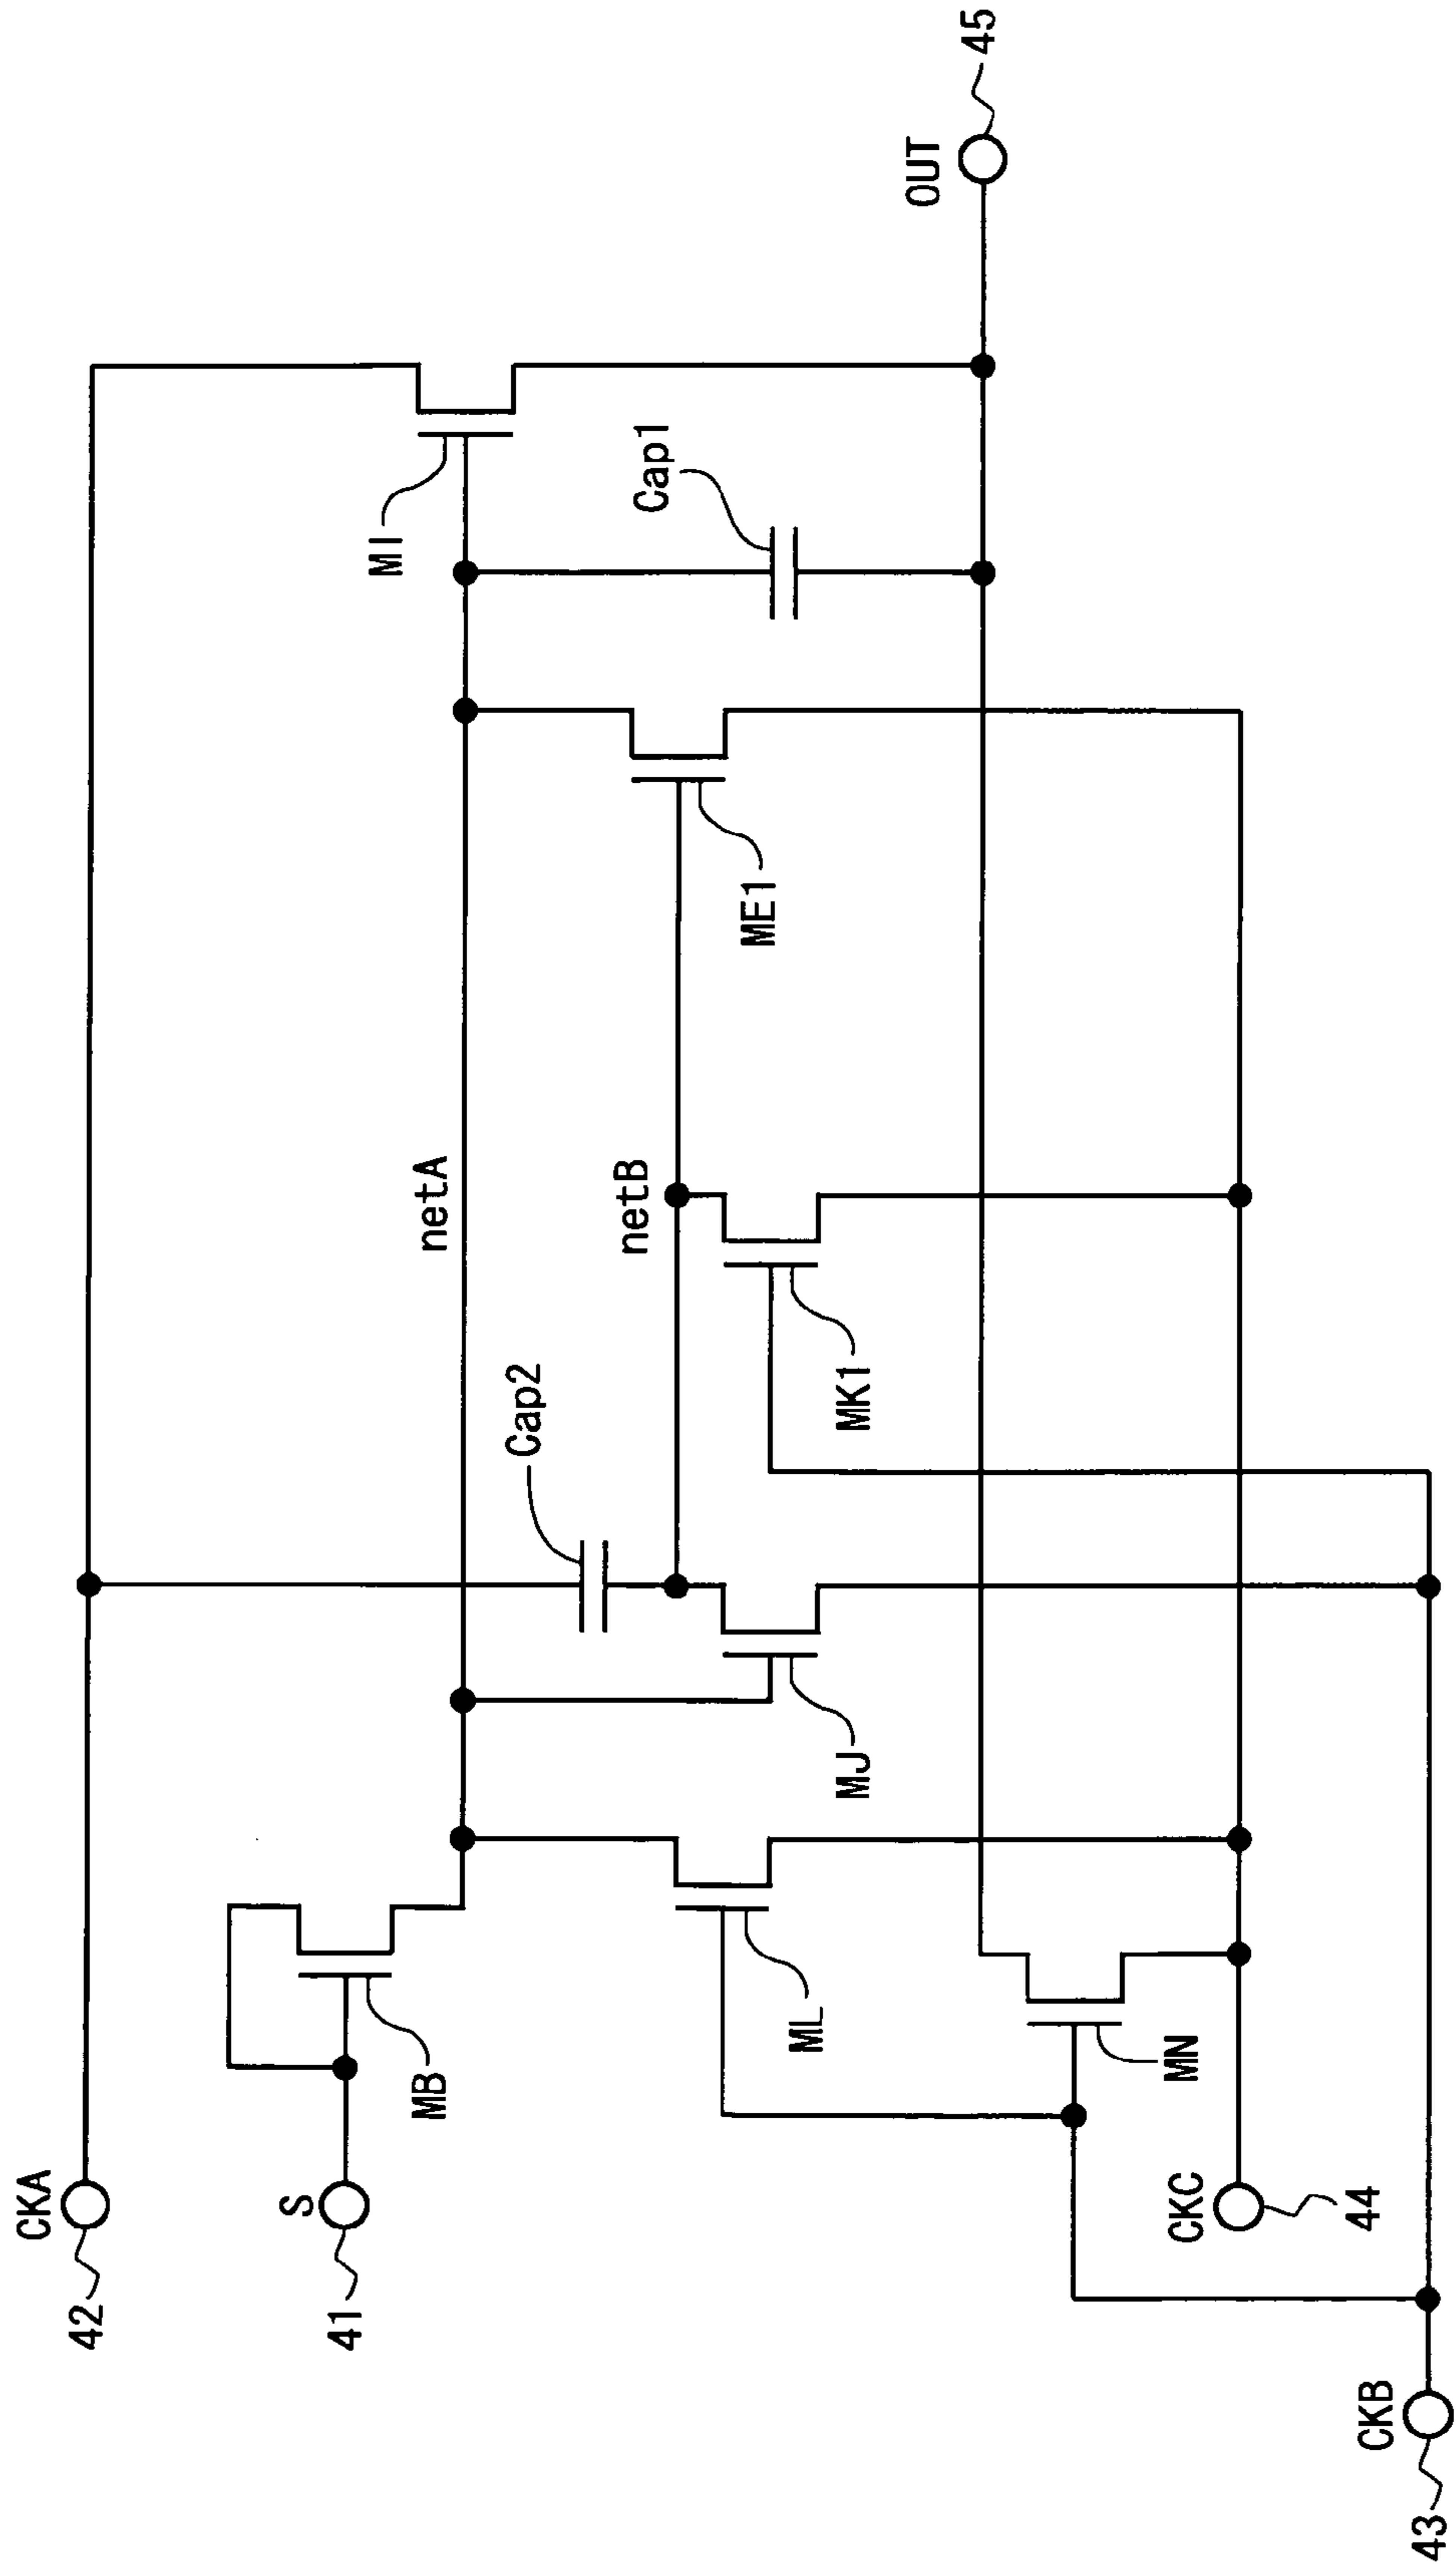 42
CKA
41
S
MB
netA
MI
Cap2
netB
Cap1
ME1
MJ
MK1
ML
MN
OUT
45
CKC
44
CKB
43